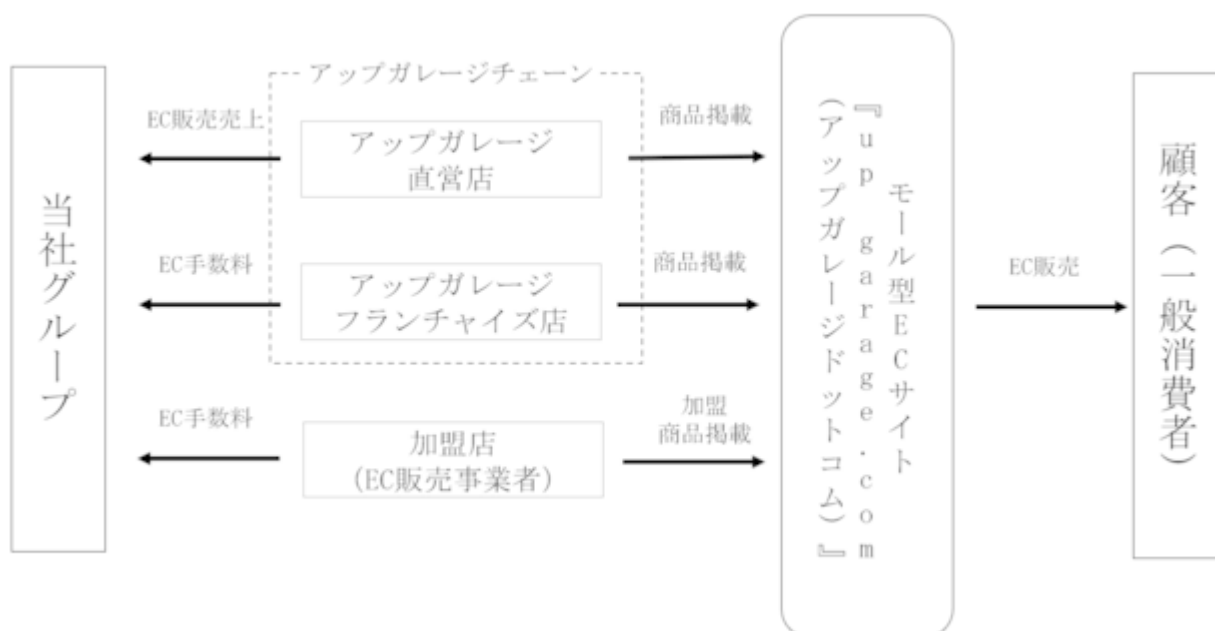 当社グループ
アップガレージチェーン
EC販売売上
アップガレージ
直営店
商品掲載
EC手数料
アップガレージ
フランチャイズ店
商品掲載
EC手数料
加盟店
(EC販売事業者)
加盟
商品掲載
モール型ECサイト
『up garage.com
(アップガレージドットコム)』
EC販売
顧客(一般消費者)